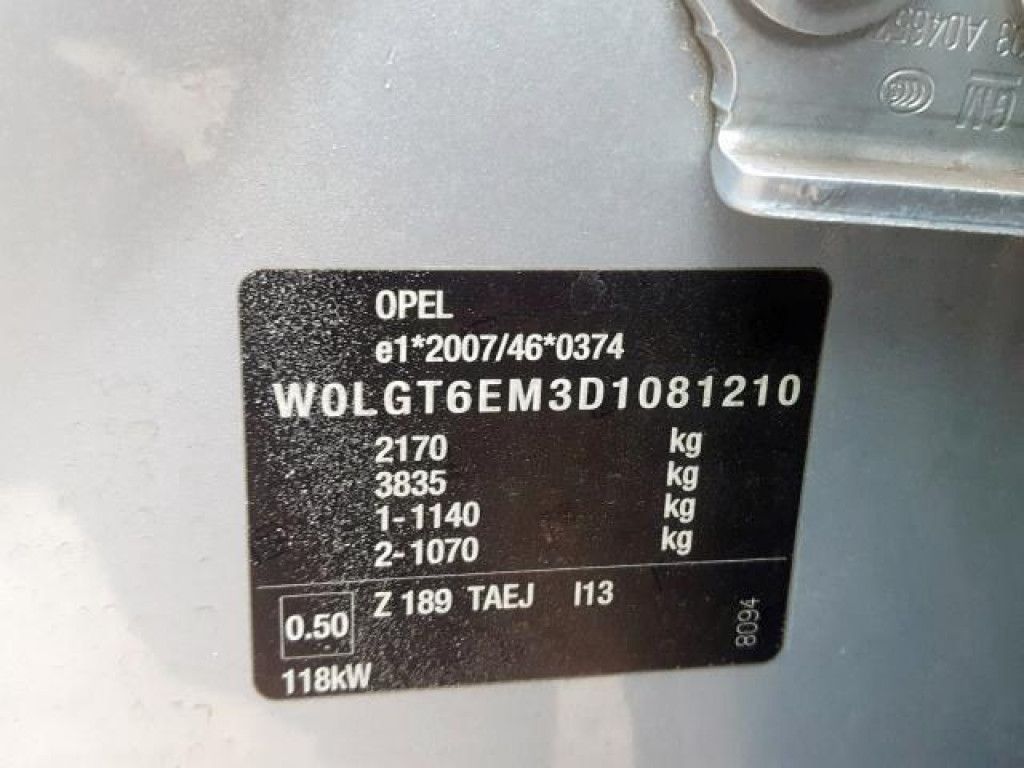 OPEL
e1*2007/46*0374
W0LGT6EM3D1081210
2170 kg
3835 kg
1-1140 kg
2-1070 kg
Z 189 TAEJ I13
0.50
118kW
8094
GM